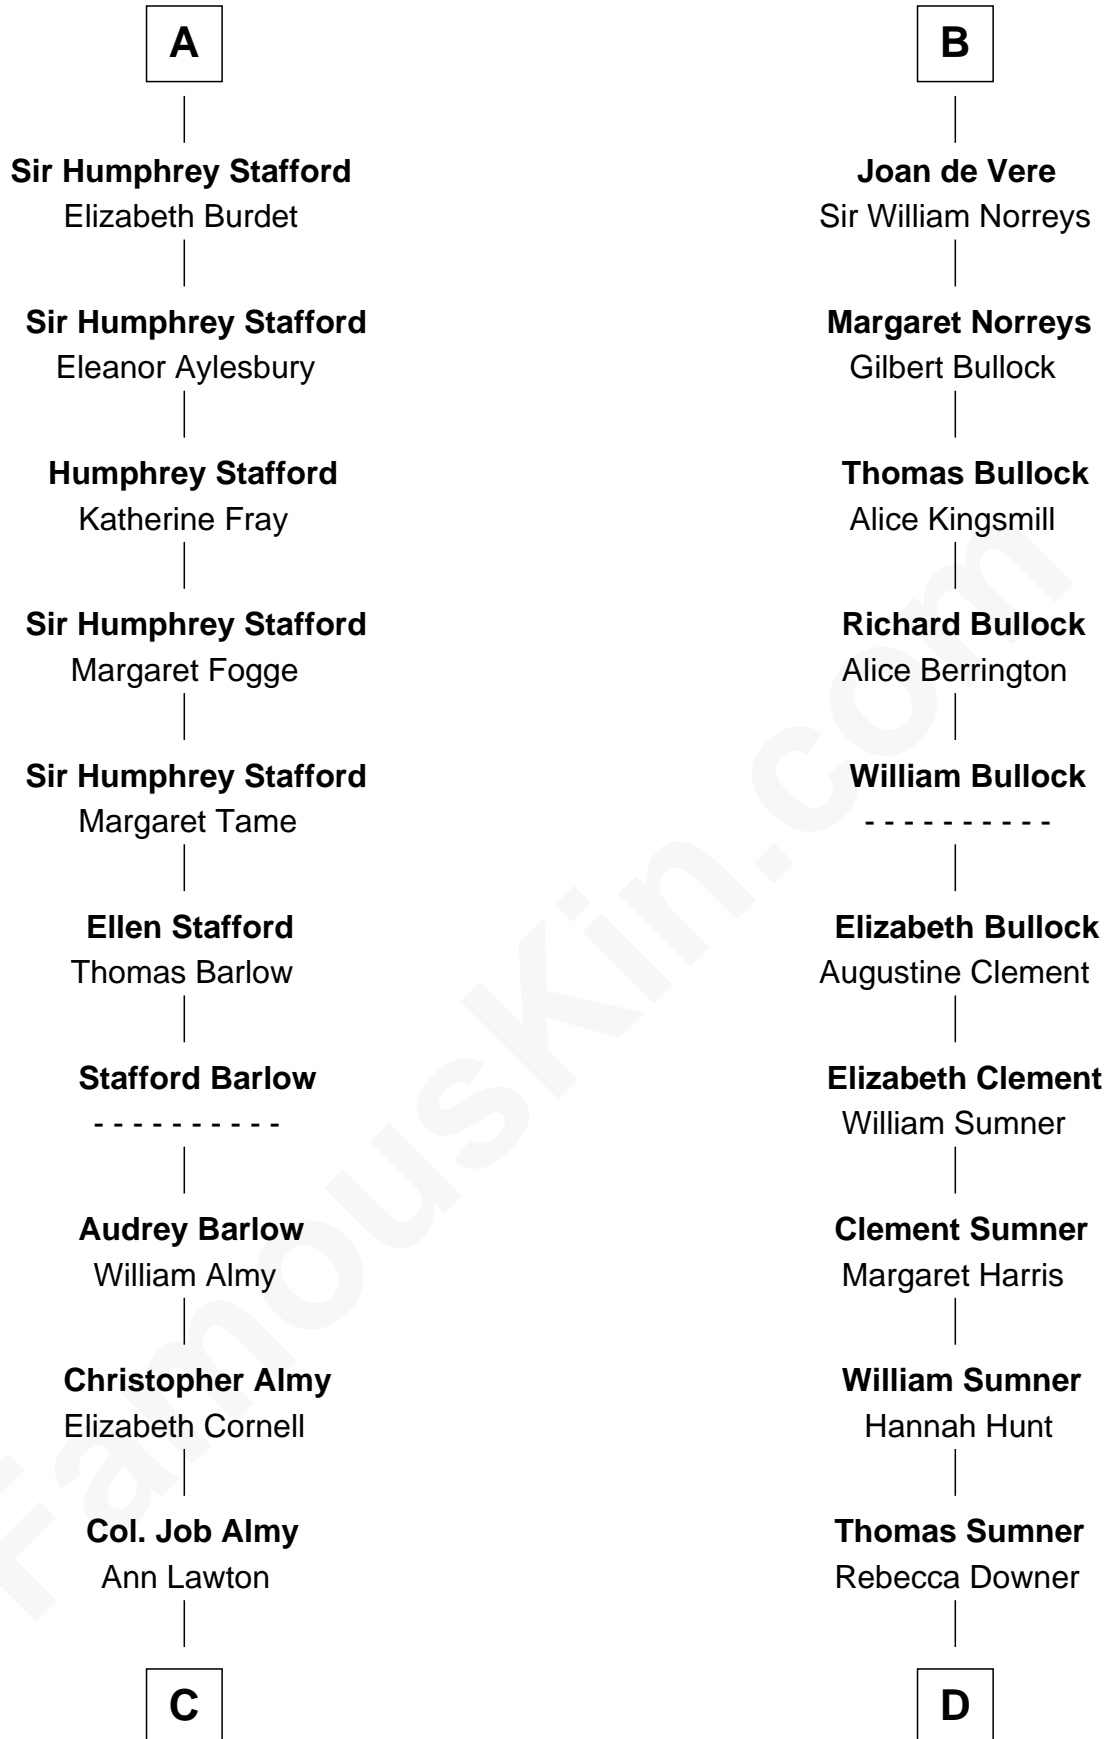 A
Sir Humphrey Stafford
Elizabeth Burdet
Sir Humphrey Stafford
Eleanor Aylesbury
Humphrey Stafford
Katherine Fray
Sir Humphrey Stafford
Margaret Fogge
Sir Humphrey Stafford
Margaret Tame
Ellen Stafford
Thomas Barlow
Stafford Barlow
- - - - - - - - - -
Audrey Barlow
William Almy
Christopher Almy
Elizabeth Cornell
Col. Job Almy
Ann Lawton
C
B
Joan de Vere
Sir William Norreys
Margaret Norreys
Gilbert Bullock
Thomas Bullock
Alice Kingsmill
Richard Bullock
Alice Berrington
William Bullock
- - - - - - - - - -
Elizabeth Bullock
Augustine Clement
Elizabeth Clement
William Sumner
Clement Sumner
Margaret Harris
William Sumner
Hannah Hunt
Thomas Sumner
Rebecca Downer
D
FamousKin.com